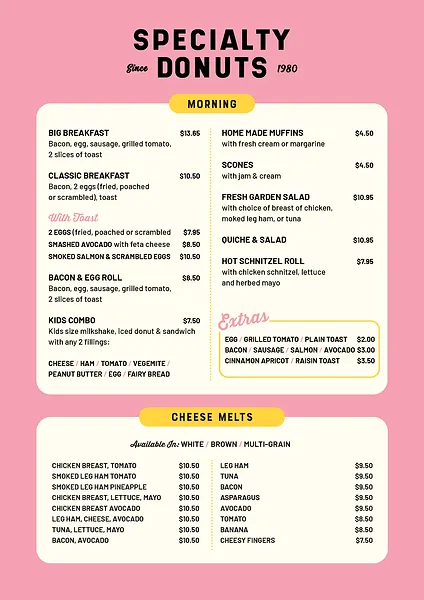 SPECIALTY
Since DONUTS 1980
MORNING
BIG BREAKFAST $13.65
Bacon, egg, sausage, grilled tomato,
2 slices of toast
CLASSIC BREAKFAST $10.50
Bacon, 2 eggs (fried, poached
or scrambled), toast
With Toast
2 EGGS (fried, poached or scrambled $7.95
SMASHED AVOCADO with feta cheese $8.50
SMOKED SALMON & SCRAMBLED EGGS $10.50
BACON & EGG ROLL $8.50
Bacon, egg, sausage, grilled tomato,
2 slices of toast
KIDS COMBO $7.50
Kids size milkshake, iced donut & sandwich
with any 2 fillings:
CHEESE / HAM / TOMATO / VEGEMITE /
PEANUT BUTTER / EGG / FAIRY BREAD
HOME MADE MUFFINS $4.50
with fresh cream or margarine
SCONES $4.50
with jam & cream
FRESH GARDEN SALAD $10.95
with choice of breast of chicken,
moked leg ham, or tuna
QUICHE & SALAD $10.95
HOT SCHNITZEL ROLL $7.95
with chicken schnitzel, lettuce
and herbed mayo
Extras
EGG / GRILLED TOMATO / PLAIN TOAST $2.00
BACON / SAUSAGE / SALMON / AVOCADO $3.00
CINNAMON APRICOT / RAISIN TOAST $3.50
CHEESE MELTS
Available In: WHITE / BROWN / MULTI-GRAIN
CHICKEN BREAST, TOMATO $10.50
SMOKED LEG HAM TOMATO $10.50
SMOKED LEG HAM PINEAPPLE $10.50
CHICKEN BREAST, LETTUCE, MAYO $10.50
CHICKEN BREAST AVOCADO $10.50
LEG HAM, CHEESE, AVOCADO $10.50
TUNA, LETTUCE, MAYO $10.50
BACON, AVOCADO $10.50
LEG HAM $9.50
TUNA $9.50
BACON $9.50
ASPARAGUS $9.50
AVOCADO $9.50
TOMATO $8.50
BANANA $8.50
CHEESY FINGERS $7.50